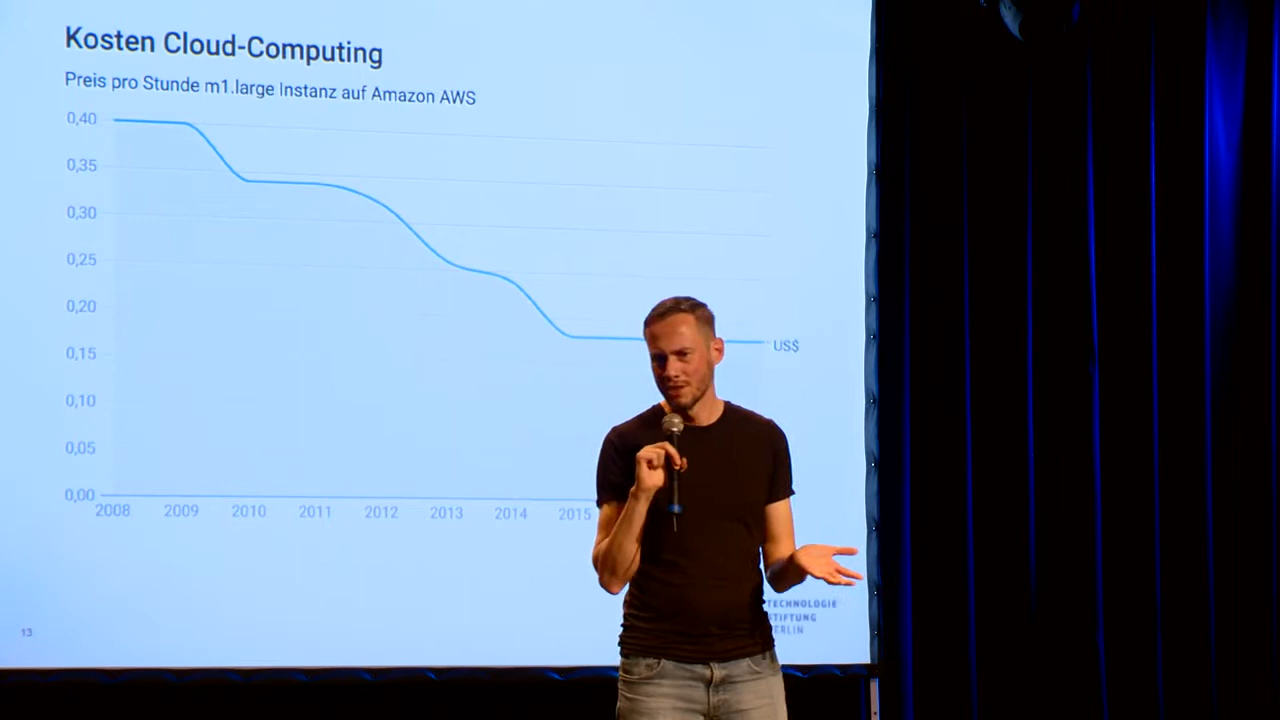 Kosten Cloud-Computing
Preis pro Stunde m1.large Instanz auf Amazon AWS
0,40
0,35
0,30
0,25
0,20
0,15
0,10
0,05
0,00
US$
2008 2009 2010 2011 2012 2013 2014 2015
TECHNOLOGIE
STIFTUNG
BERLIN
13